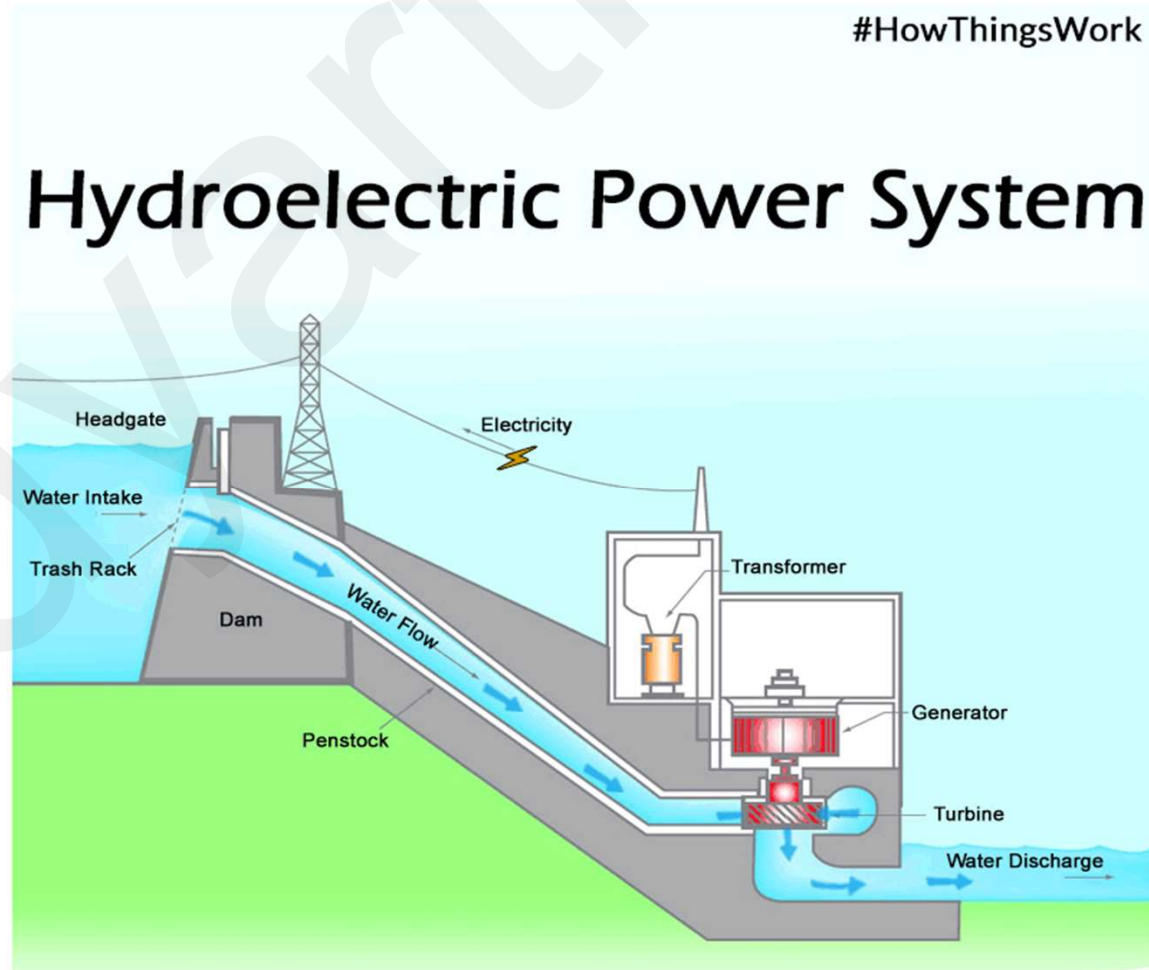 #HowThingsWork
Hydroelectric Power System
Headgate
Electricity
Water Intake
Trash Rack
Transformer
Dam
Water Flow
Generator
Penstock
Turbine
Water Discharge